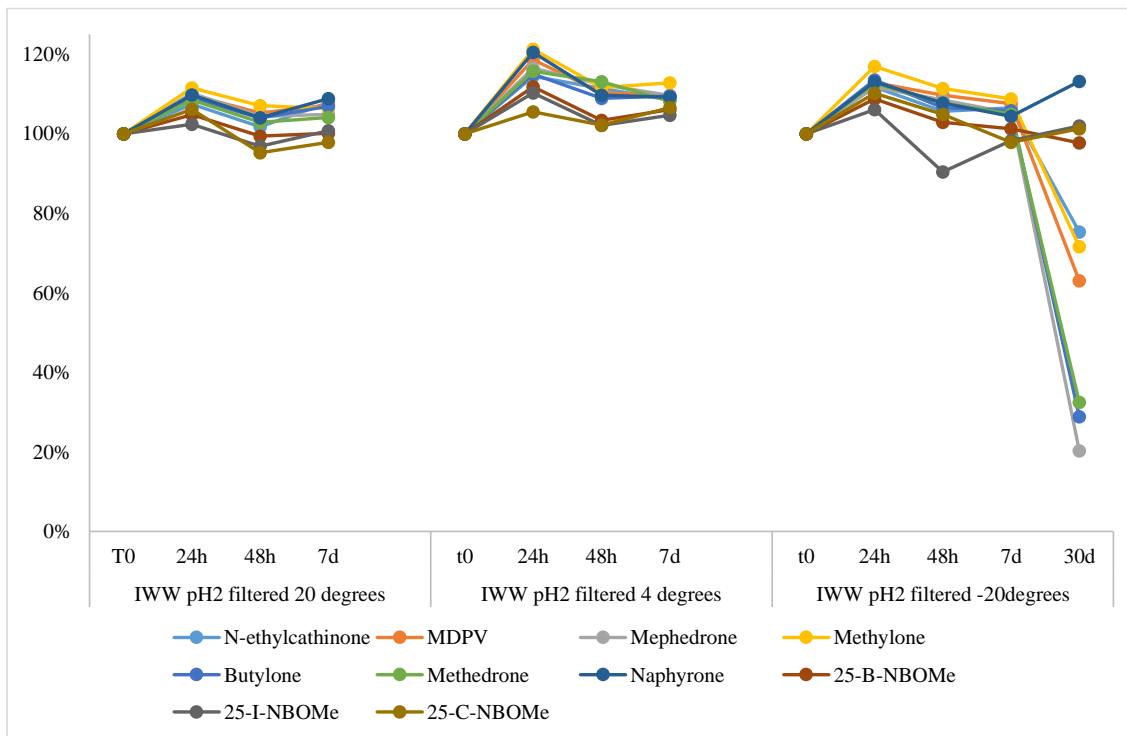 120%
100%
80%
60%
40%
20%
0%
T0 24h 48h 7d t0 24h 48h 7d t0 24h 48h 7d 30d
IWW pH2 filtered 20 degrees IWW pH2 filtered 4 degrees IWW pH2 filtered -20degrees
N-ethylcathinone MDPV Mephedrone Methylone
Butylone Methedrone Naphyrone 25-B-NBOMe
25-I-NBOMe 25-C-NBOMe